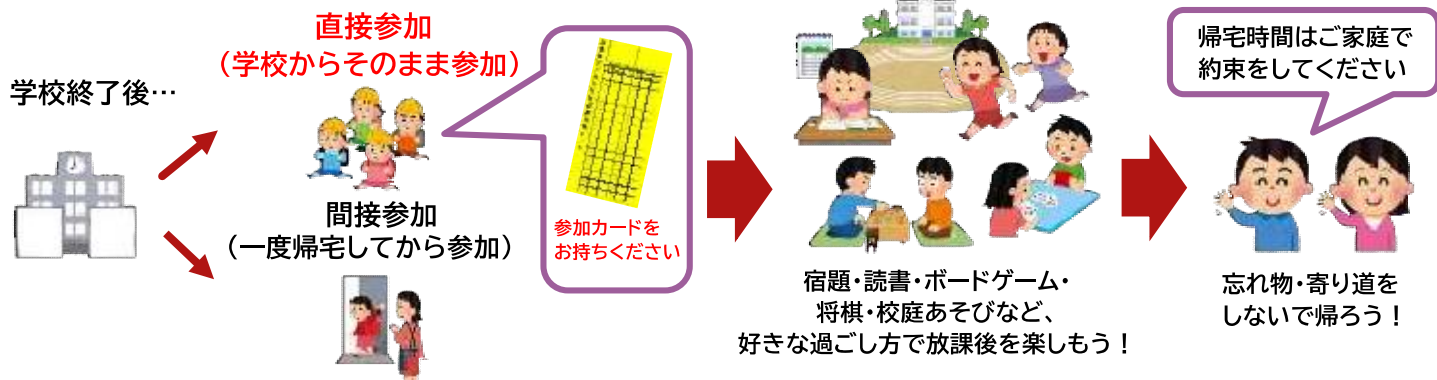 学校終了後…
直接参加
（学校からそのまま参加）
間接参加
（一度帰宅してから参加）
参加カードを
お持ちください
宿題・読書・ボードゲーム・
将棋・校庭あそびなど、
好きな過ごし方で放課後を楽しもう！
帰宅時間はご家庭で
約束をしてください
忘れ物・寄り道を
しないで帰ろう！